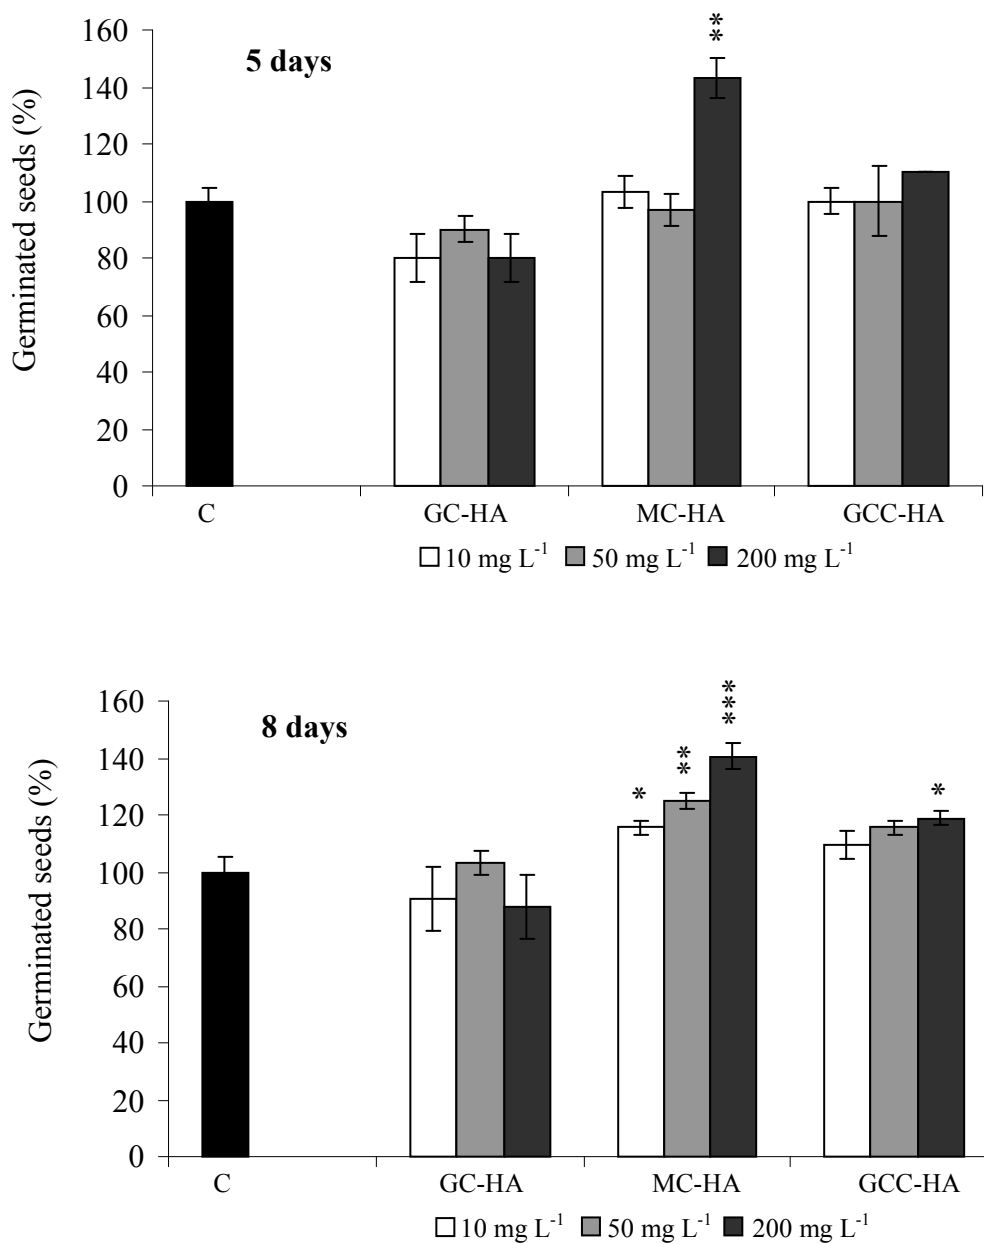 160
**
5 days
140
120
100
80
60
40
20
0
Germinated seeds (%)
C GC-HA MC-HA GCC-HA
10 mg L⁻¹ 50 mg L⁻¹ 200 mg L⁻¹
160
***
8 days
140
**
*
*
120
100
80
60
40
20
0
Germinated seeds (%)
C GC-HA MC-HA GCC-HA
10 mg L⁻¹ 50 mg L⁻¹ 200 mg L⁻¹